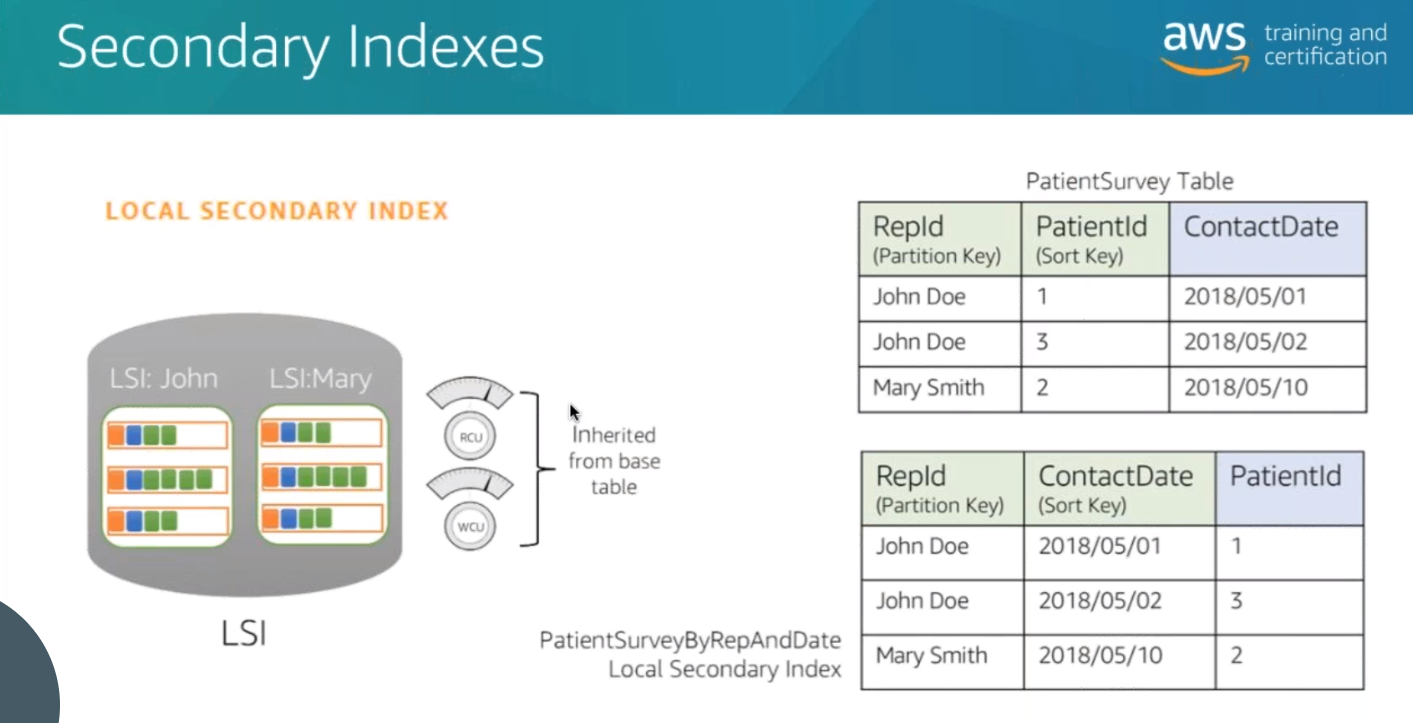 Secondary Indexes
aws training and
certification
LOCAL SECONDARY INDEX
LSI: John
LSI:Mary
RCU
WCU
Inherited
from base
table
LSI
PatientSurvey Table
RepId PatientId ContactDate
(Partition Key) (Sort Key)
John Doe 1 2018/05/01
John Doe 3 2018/05/02
Mary Smith 2 2018/05/10
PatientSurveyByRepAndDate
Local Secondary Index
RepId ContactDate PatientId
(Partition Key) (Sort Key)
John Doe 2018/05/01 1
John Doe 2018/05/02 3
Mary Smith 2018/05/10 2